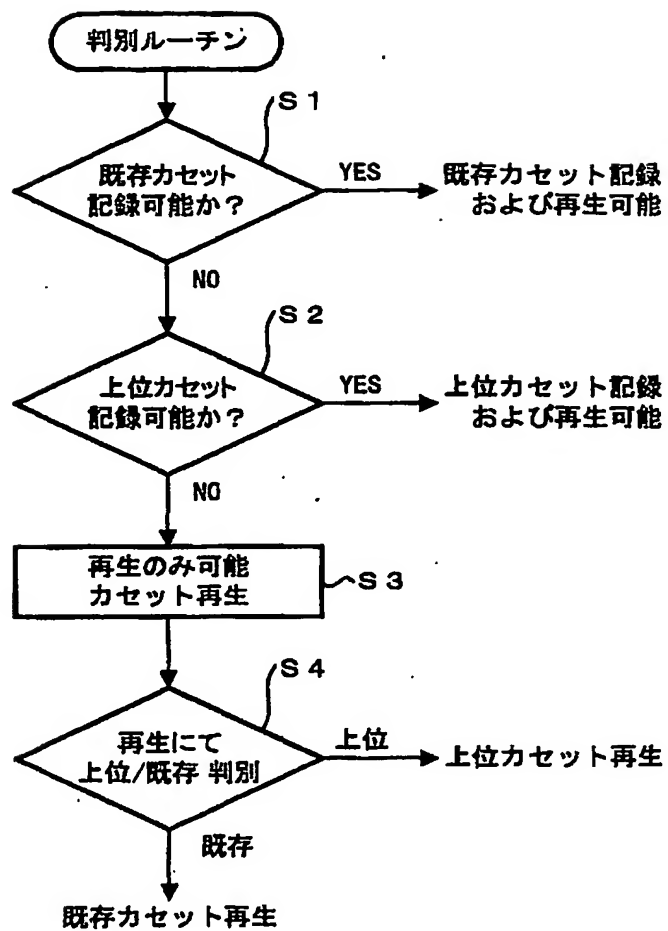 判別ルーチン
S1
既存カセット
記録可能か?
YES
既存カセット記録
および再生可能
NO
S2
上位カセット
記録可能か?
YES
上位カセット記録
および再生可能
NO
再生のみ可能
カセット再生
S3
S4
再生にて
上位/既存 判別
上位
上位カセット再生
既存
既存カセット再生